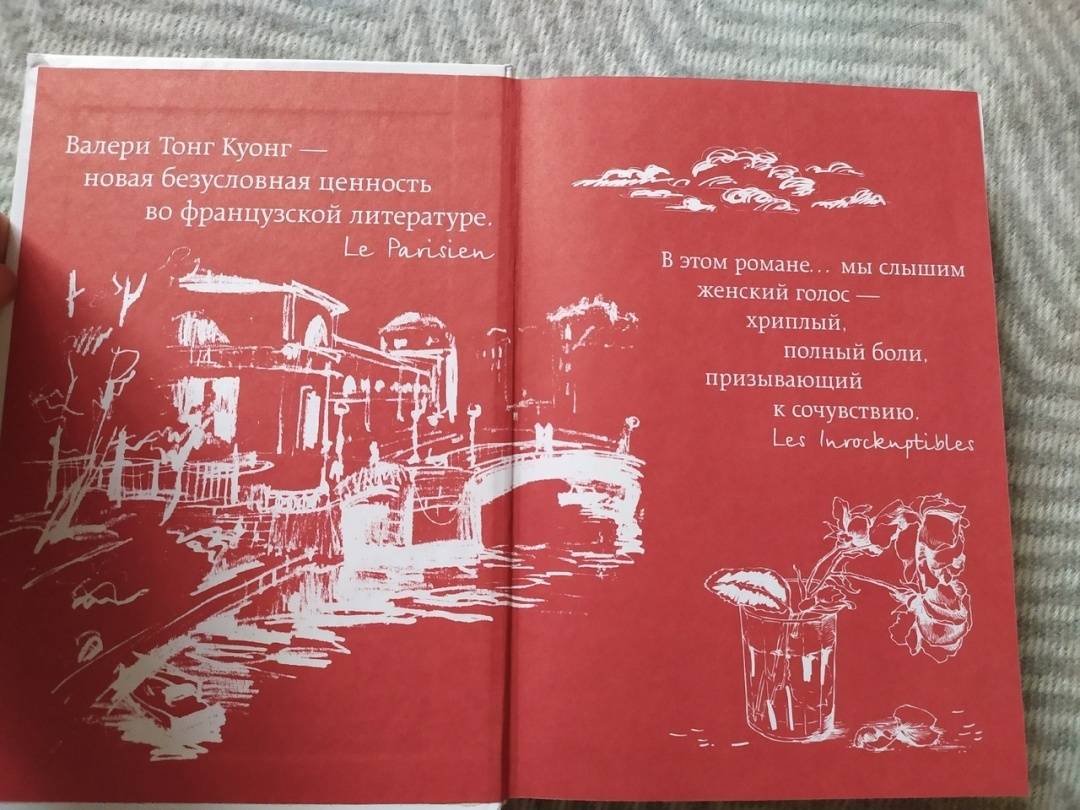 Валери Тонг Куонг —
новая безусловная ценность
во французской литературе.
Le Parisien
В этом романе... мы слышим
женский голос —
хриплый,
полный боли,
призывающий
к сочувствию.
Les Inrockuptibles